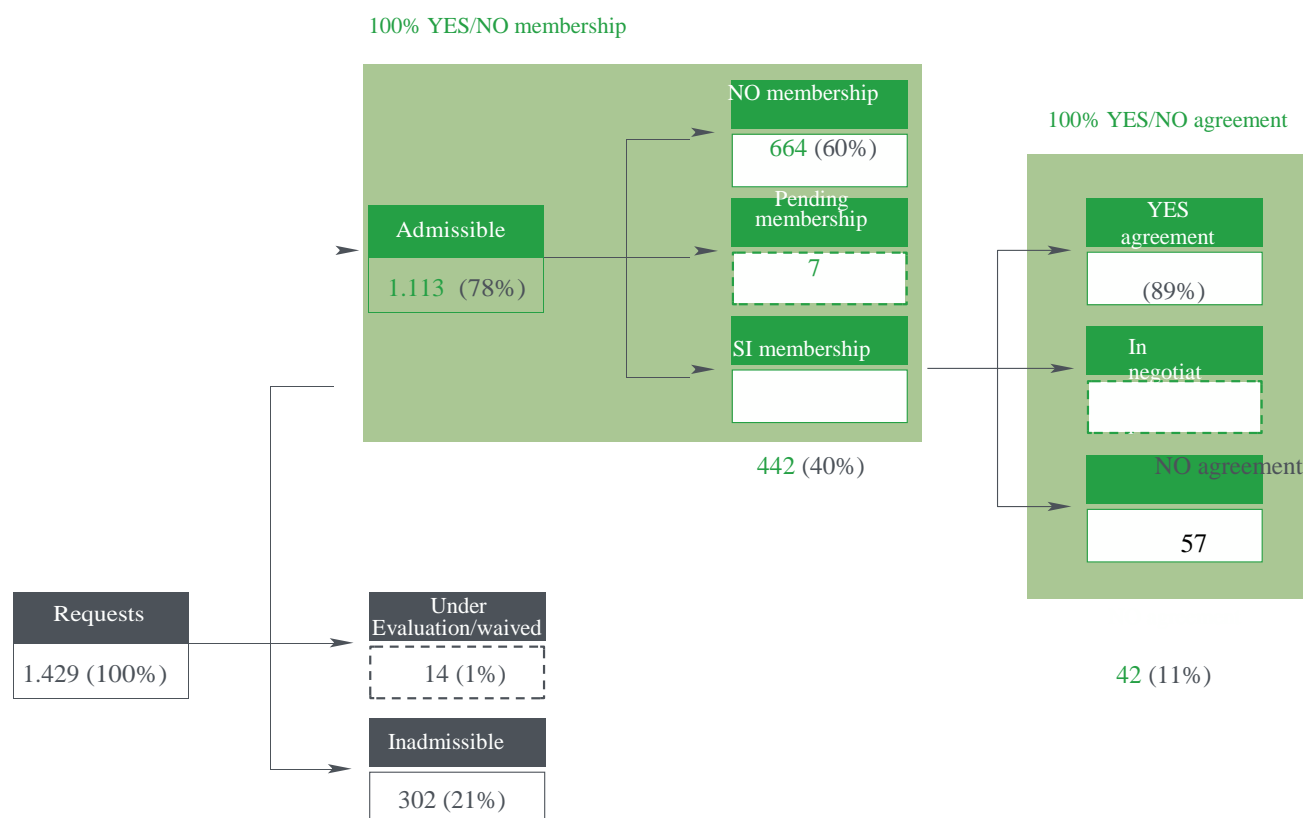 100% YES/NO membership
NO membership
664 (60%)
100% YES/NO agreement
Pending
membership
7
YES
agreement
(89%)
Admissible
1.113 (78%)
SI membership
442 (40%)
In
negotiat
NO agreement
57
42 (11%)
Requests
1.429 (100%)
Under
Evaluation/waived
14 (1%)
Inadmissible
302 (21%)